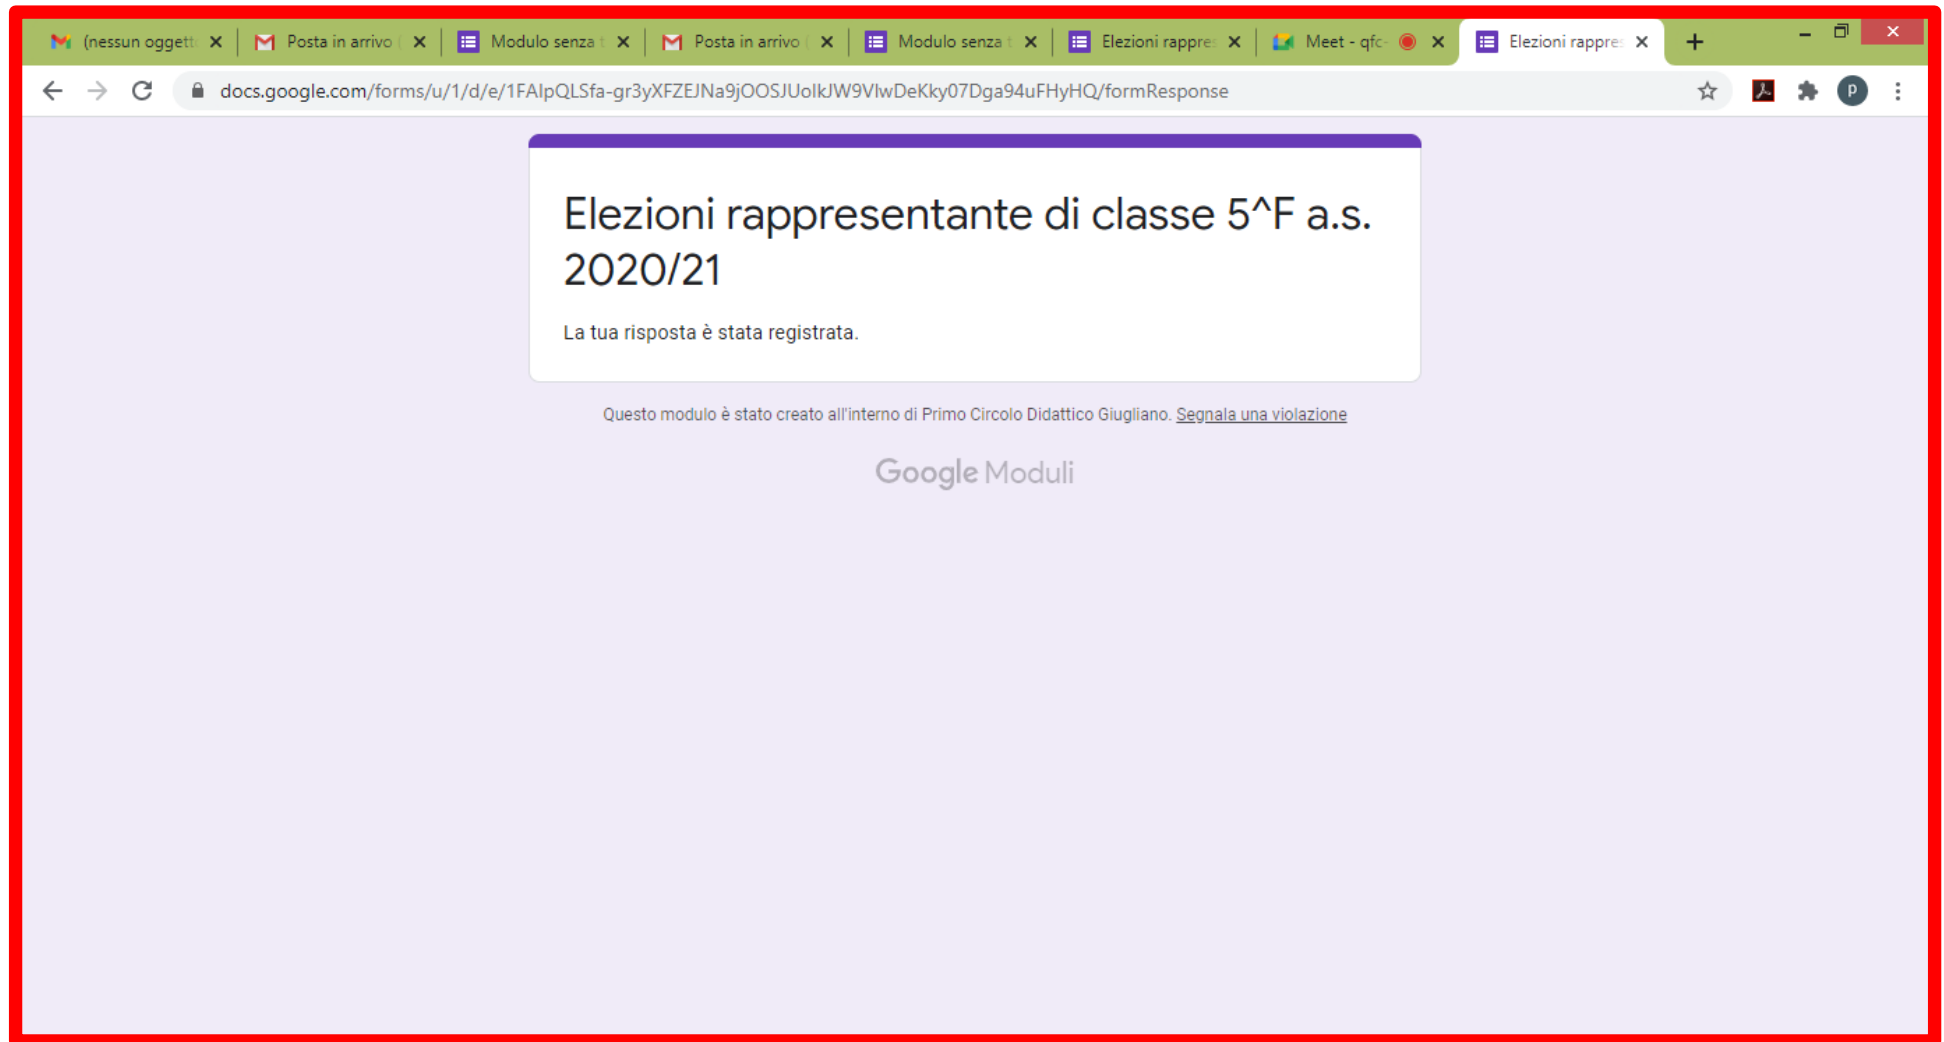 (nessun oggett
Posta in arrivo (
Modulo senza t
Posta in arrivo (
Modulo senza t
Elezioni rappres
Meet - qfc-
Elezioni rappres
docs.google.com/forms/u/1/d/e/1FAIpQLSfa-gr3yXFZEJNa9jOOSJUolkJW9VlwDeKky07Dga94uFHyHQ/formResponse
P
Elezioni rappresentante di classe 5^F a.s.
2020/21
La tua risposta è stata registrata.
Questo modulo è stato creato all'interno di Primo Circolo Didattico Giugliano. Segnala una violazione
Google Moduli